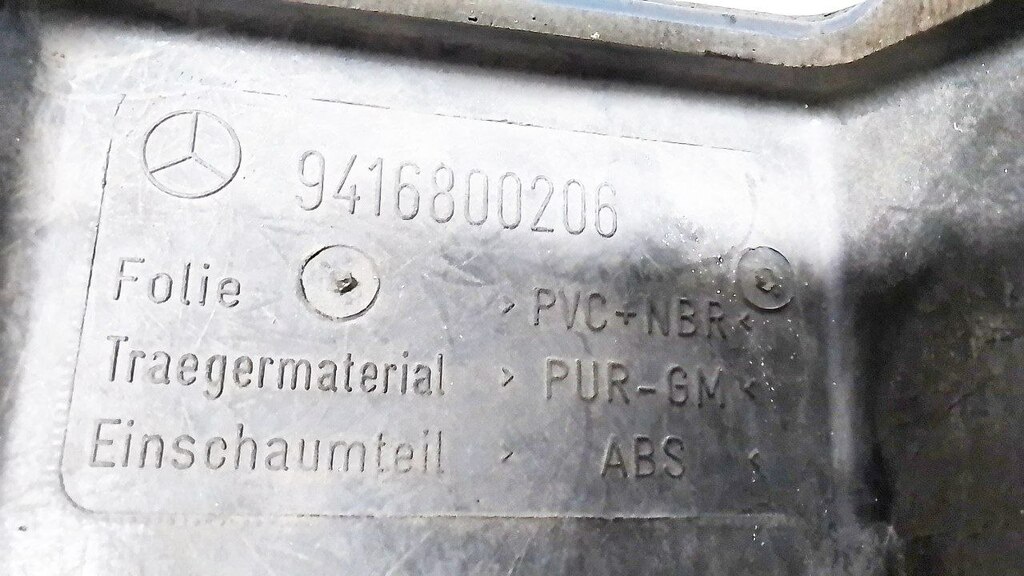 9416800206
Folie > PVC+NBR <
Traegermaterial > PUR-GM <
Einschaumteil > ABS <